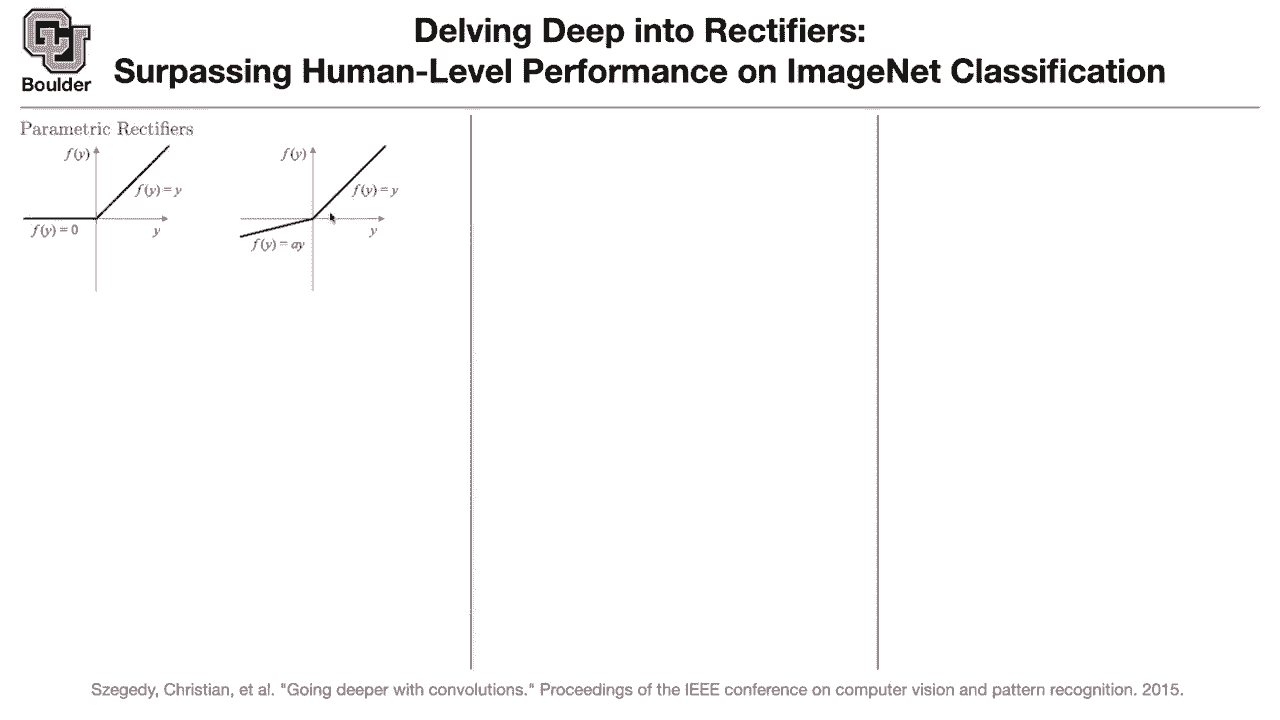 Delving Deep into Rectifiers:
Surpassing Human-Level Performance on ImageNet Classification
Boulder
Parametric Rectifiers
f(y)
f(y) = y
f(y) = 0
y
f(y)
f(y) = y
f(y) = ay
y
Szegedy, Christian, et al. "Going deeper with convolutions." Proceedings of the IEEE conference on computer vision and pattern recognition. 2015.